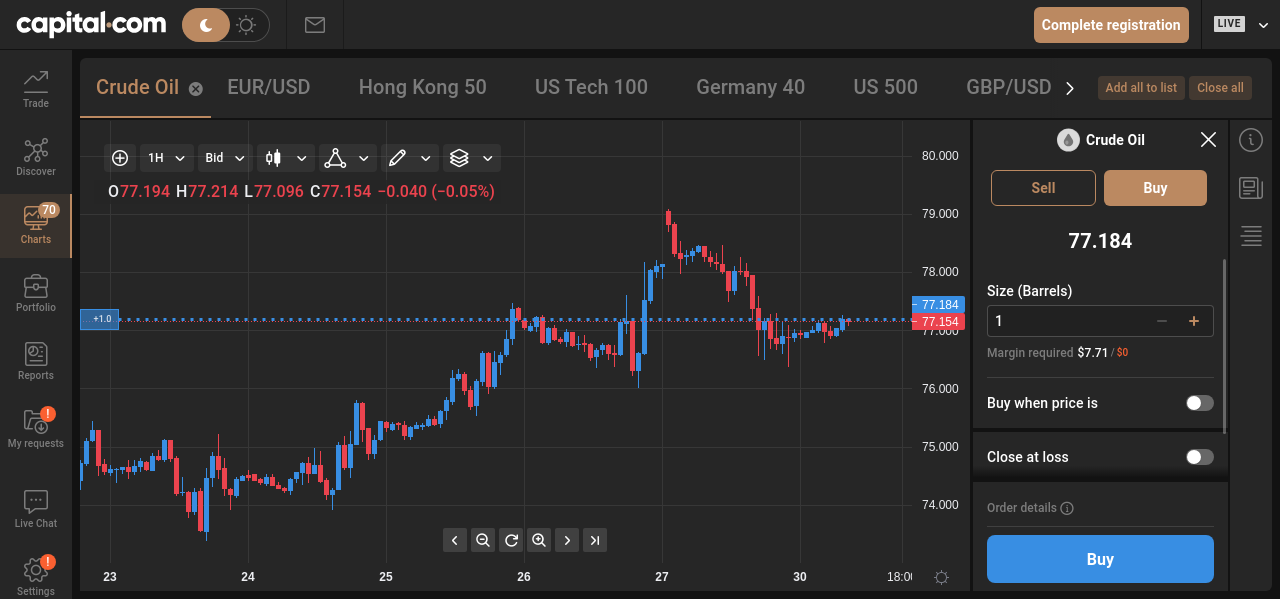 capital.com
Complete registration
LIVE
Trade
Discover
70
Charts
Portfolio
Reports
!
My requests
Live Chat
!
Settings
Crude Oil EUR/USD Hong Kong 50 US Tech 100 Germany 40 US 500 GBP/USD
Add all to list Close all
1H Bid
O77.194 H77.214 L77.096 C77.154 −0.040 (−0.05%)
+1.0
80.000
79.000
78.000
77.184
77.154
77.000
76.000
75.000
74.000
23 24 25 26 27 30 18:0
Crude Oil
Sell Buy
77.184
Size (Barrels)
1
Margin required $7.71 / $0
Buy when price is
Close at loss
Order details
Buy